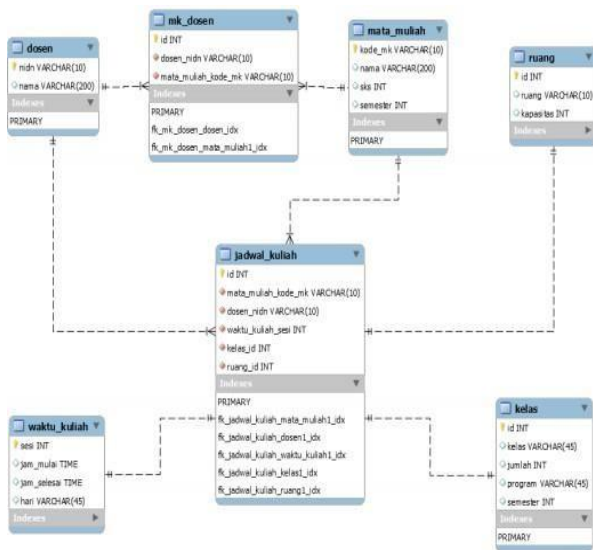 dosen
nidn VARCHAR(10)
nama VARCHAR(200)
Indexes
PRIMARY
mk_dosen
id INT
dosen_nidn VARCHAR(10)
mata_muliah_kode_mk VARCHAR(10)
Indexes
PRIMARY
fk_mk_dosen_dosen_idx
fk_mk_dosen_mata_muliah1_idx
mata_muliah
kode_mk VARCHAR(10)
nama VARCHAR(200)
sks INT
semester INT
Indexes
PRIMARY
ruang
id INT
ruang VARCHAR(10)
kapasitas INT
Indexes
jadwal_kuliah
id INT
mata_muliah_kode_mk VARCHAR(10)
dosen_nidn VARCHAR(10)
waktu_kuliah_sesi INT
kelas_id INT
ruang_id INT
Indexes
PRIMARY
fk_jadwal_kuliah_mata_muliah1_idx
fk_jadwal_kuliah_dosen1_idx
fk_jadwal_kuliah_waktu_kuliah1_idx
fk_jadwal_kuliah_kelas1_idx
fk_jadwal_kuliah_ruang1_idx
waktu_kuliah
sesi INT
jam_mulai TIME
jam_selesai TIME
hari VARCHAR(45)
Indexes
kelas
id INT
kelas VARCHAR(45)
jumlah INT
program VARCHAR(45)
semester INT
Indexes
PRIMARY